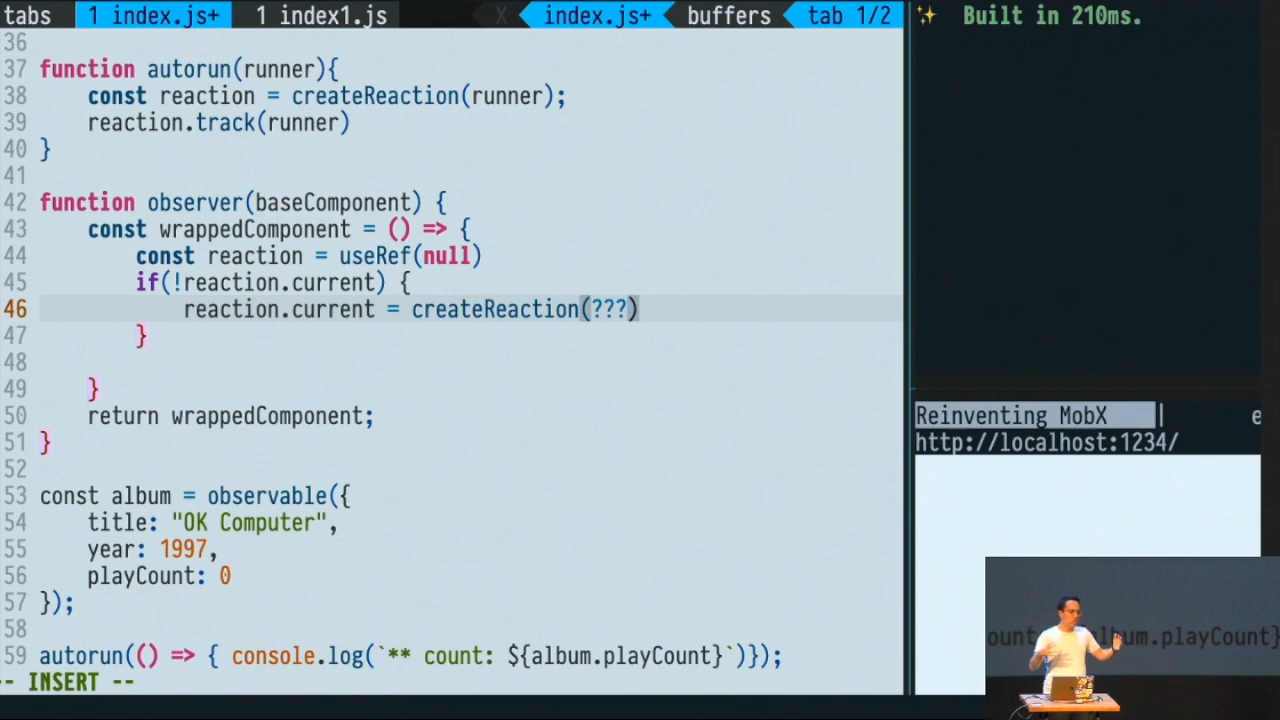 tabs 1 index.js+ 1 index1.js X index.js+ buffers tab 1/2
36
37 function autorun(runner){
38     const reaction = createReaction(runner);
39     reaction.track(runner)
40 }
41
42 function observer(baseComponent) {
43     const wrappedComponent = () => {
44         const reaction = useRef(null)
45         if(!reaction.current) {
46             reaction.current = createReaction(???)
47         }
48
49     }
50     return wrappedComponent;
51 }
52
53 const album = observable({
54     title: "OK Computer",
55     year: 1997,
56     playCount: 0
57 });
58
59 autorun(() => { console.log(`** count: ${album.playCount}`)});
-- INSERT --
✨ Built in 210ms.
Reinventing MobX | e
http://localhost:1234/
ount album.playCount}